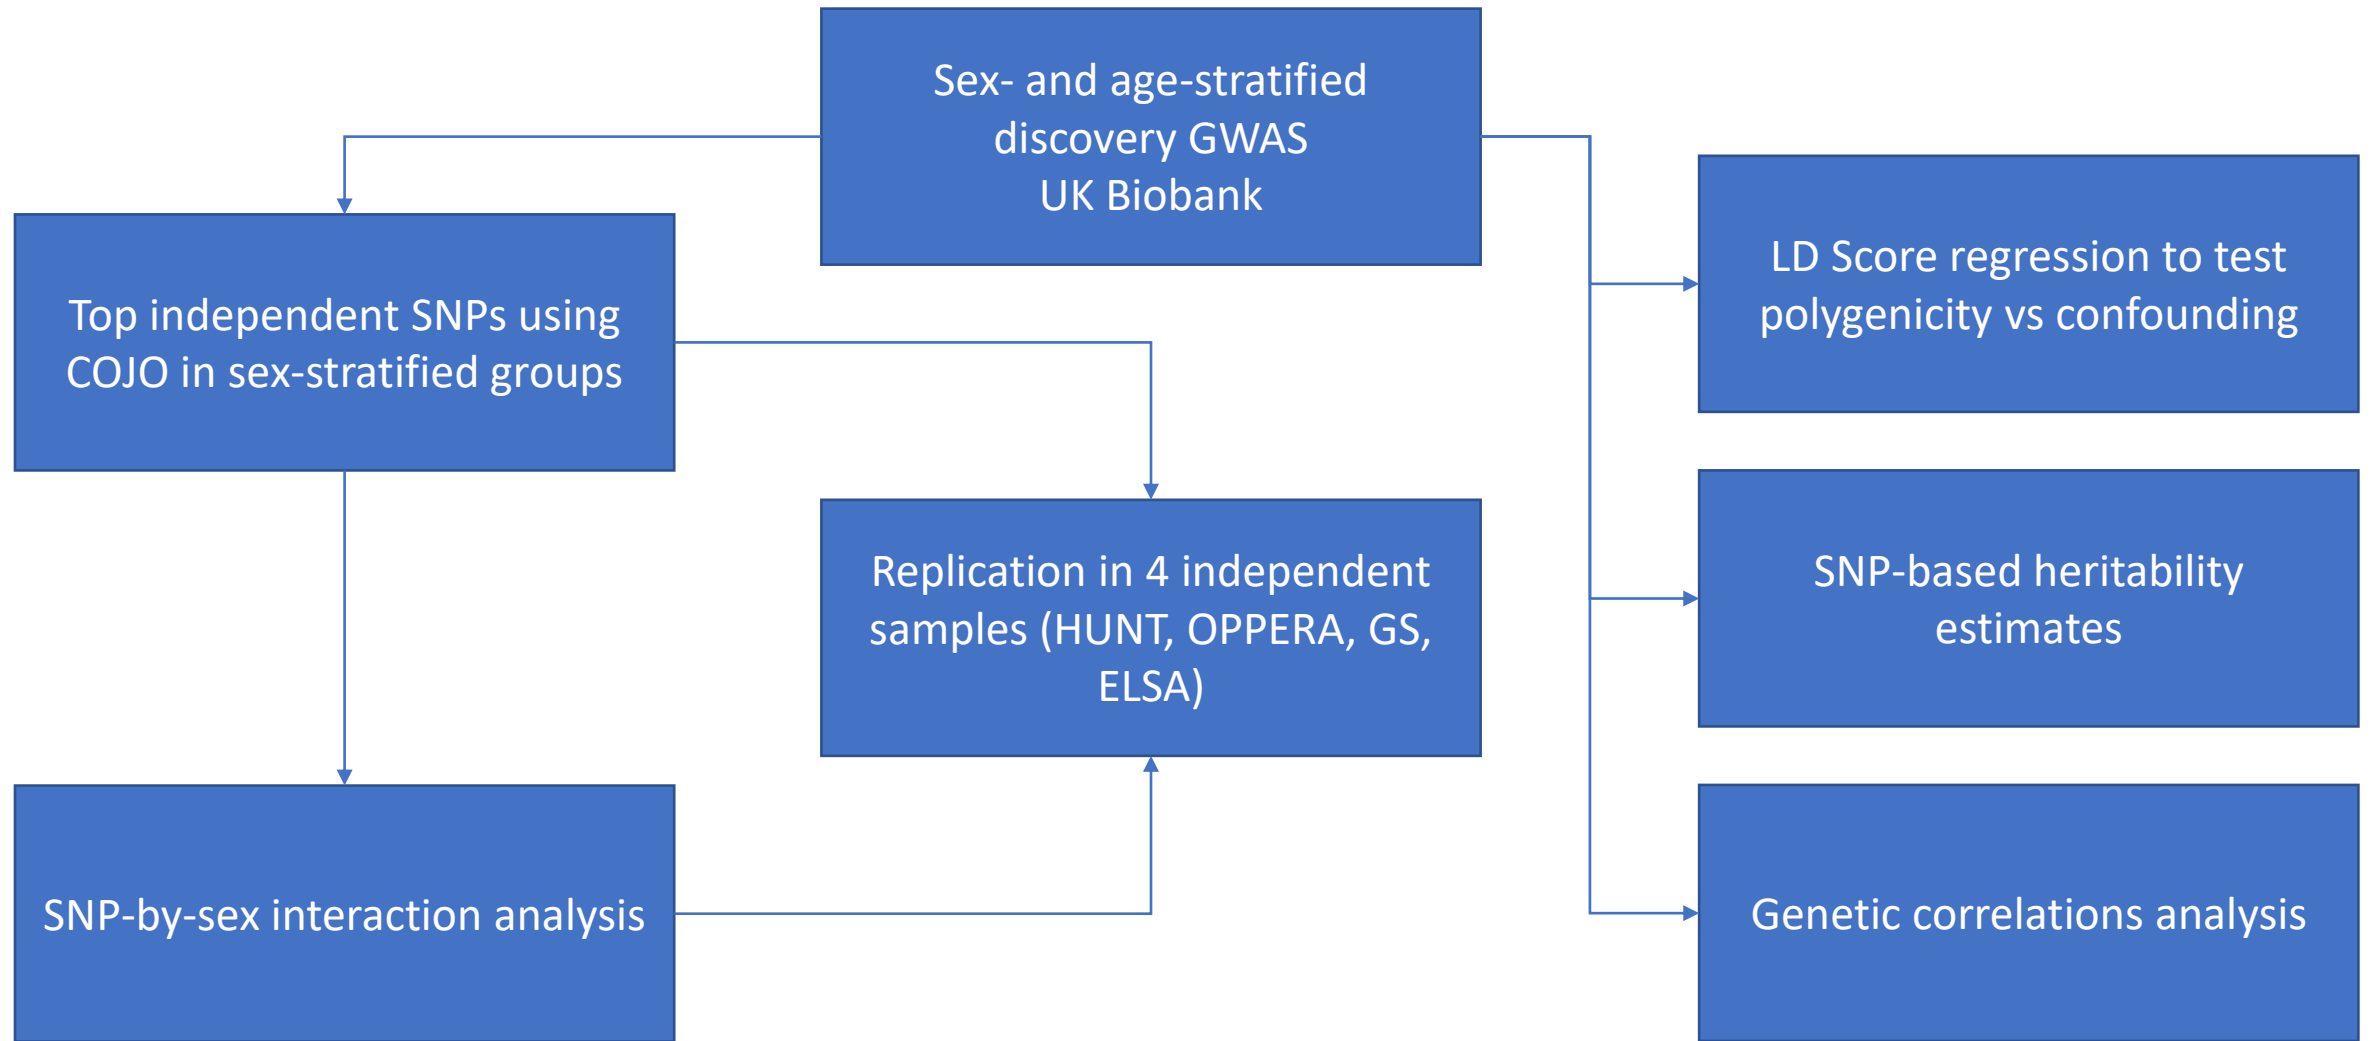 Sex- and age-stratified
discovery GWAS
UK Biobank
Top independent SNPs using
COJO in sex-stratified groups
LD Score regression to test
polygenicity vs confounding
Replication in 4 independent
samples (HUNT, OPPERA, GS,
ELSA)
SNP-based heritability
estimates
SNP-by-sex interaction analysis
Genetic correlations analysis